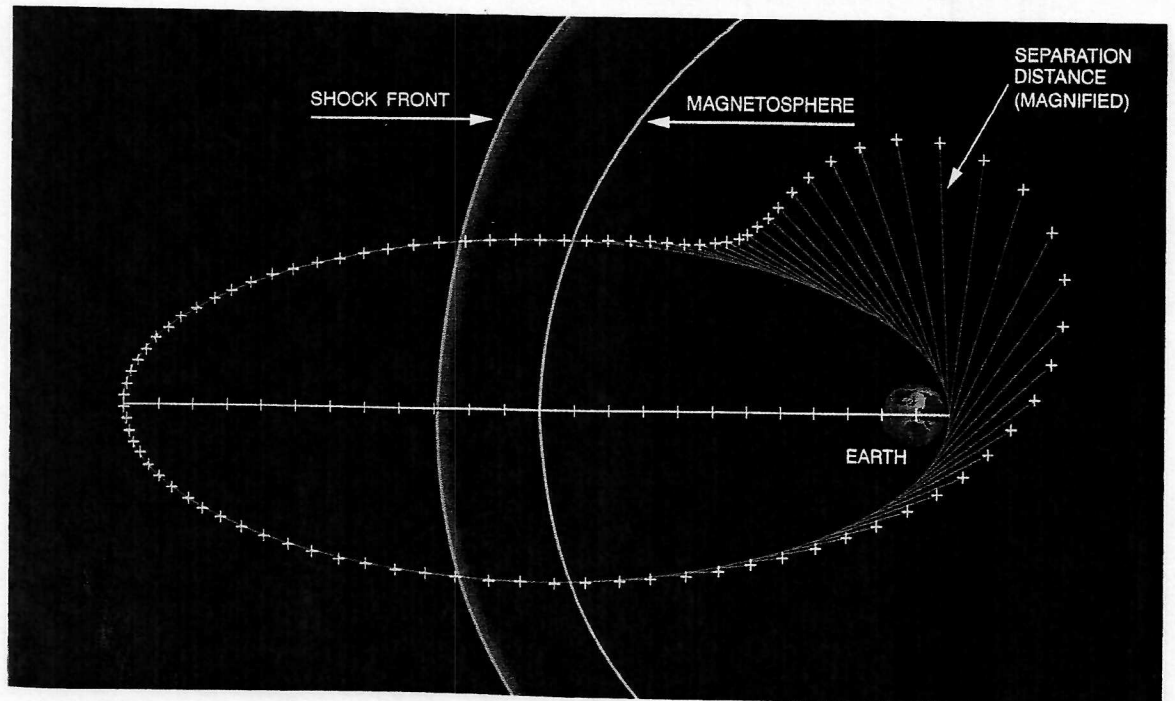 SHOCK FRONT
MAGNETOSPHERE
SEPARATION
DISTANCE
(MAGNIFIED)
EARTH